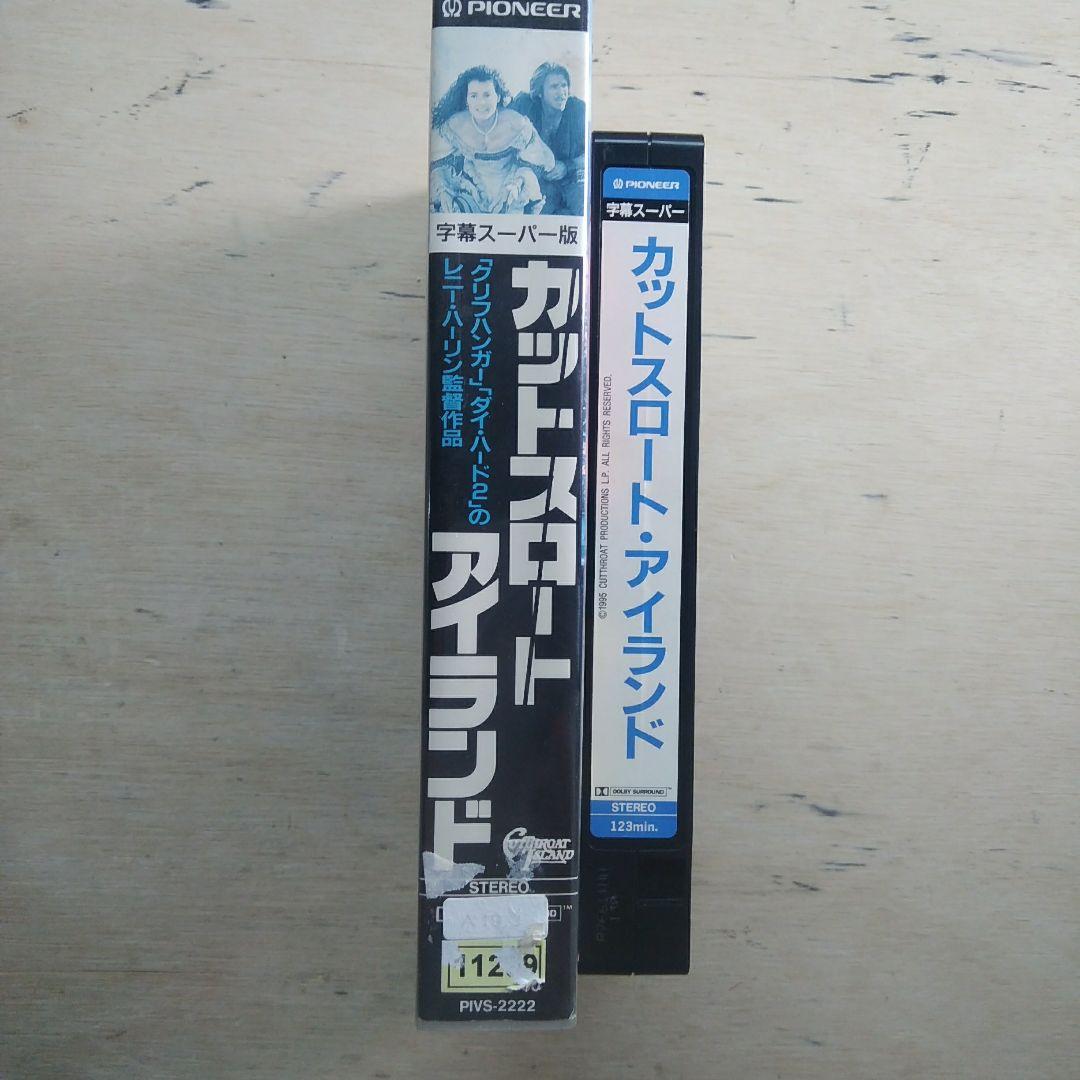 PIONEER
字幕スーパー版
カットスロート
アイランド
「クリフハンガー」「ダイ・ハード2」の
レニー・ハーリン監督作品
CUTTHROAT
ISLAND
STEREO
PIVS-2222
PIONEER
字幕スーパー
カットスロート・アイランド
©1995 CUTTHROAT PRODUCTIONS L.P. ALL RIGHTS RESERVED.
DOLBY SURROUND
STEREO
123min.